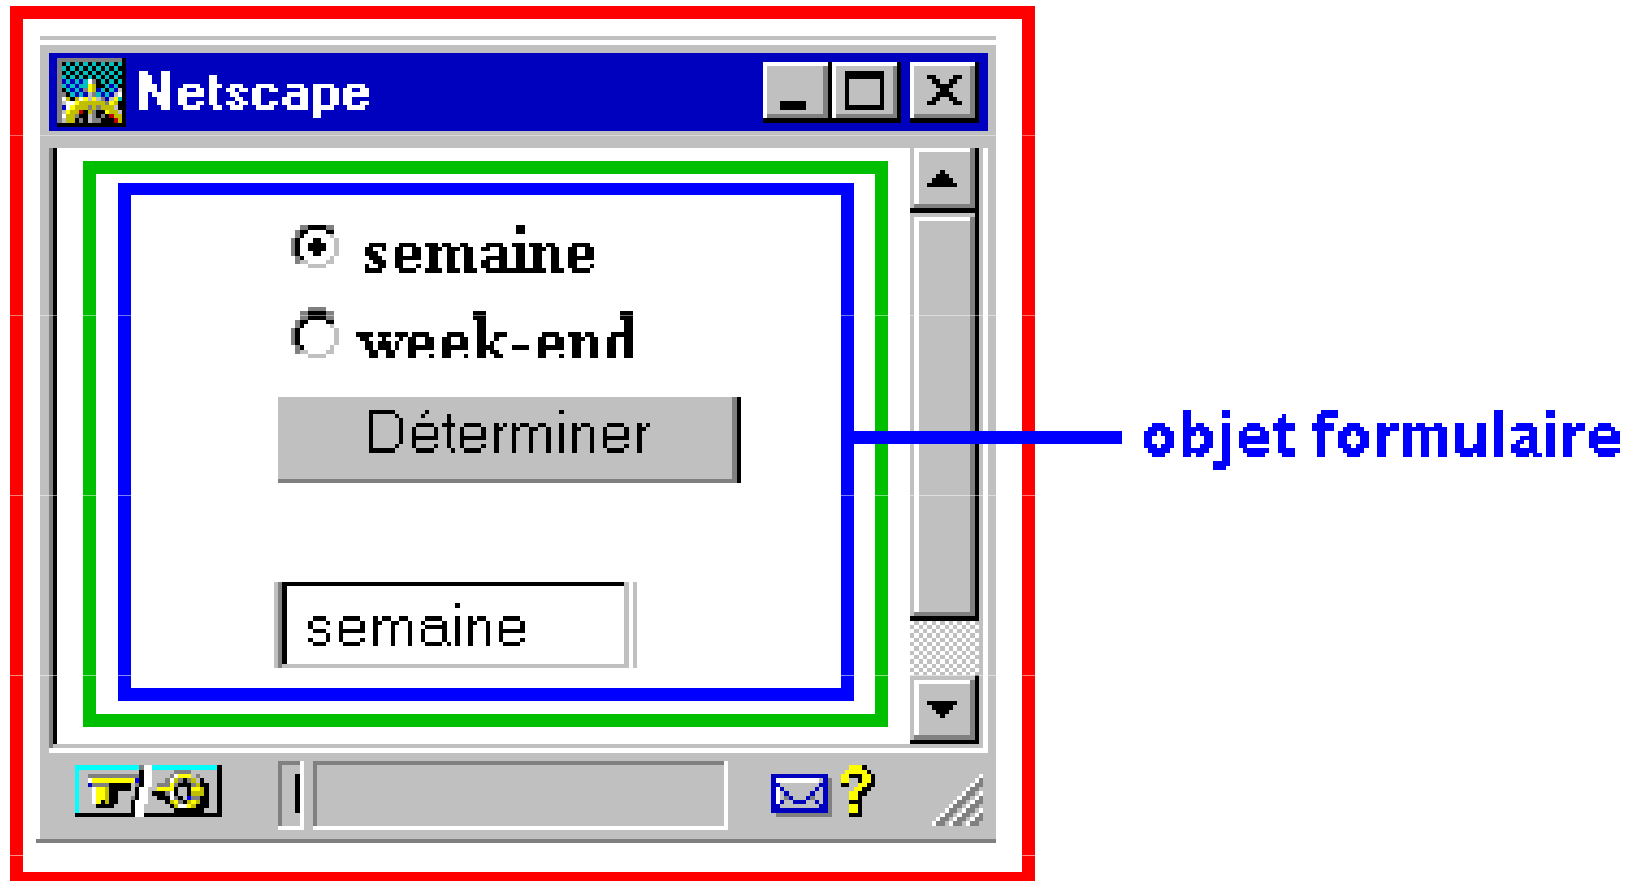 Netscape
semaine
week-end
Déterminer
objet formulaire
semaine
?